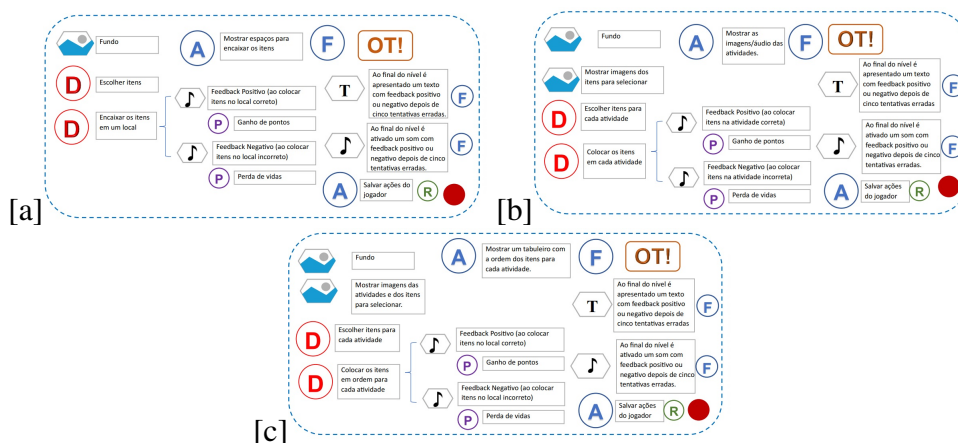 Fundo
A
Mostrar espaços para
encaixar os itens
F
OT!
D
Escolher itens
D
Encaixar os itens
em um local
Feedback Positivo (ao colocar
itens no local correto)
P
Ganho de pontos
Feedback Negativo (ao colocar
itens no local incorreto)
P
Perda de vidas
T
Ao final do nível é
apresentado um texto
com feedback positivo
ou negativo depois de
cinco tentativas erradas.
F
Ao final do nível é
ativado um som com
feedback positivo ou
negativo depois de cinco
tentativas erradas.
F
A
Salvar ações do
jogador
R
[a]
Fundo
A
Mostrar as
imagens/áudio das
atividades.
F
OT!
Mostrar imagens dos
itens para selecionar
D
Escolher itens para
cada atividade
D
Colocar os itens
em cada atividade
Feedback Positivo (ao colocar
itens na atividade correta)
P
Ganho de pontos
Feedback Negativo (ao colocar
itens na atividade incorreta)
P
Perda de vidas
T
Ao final do nível é
apresentado um texto
com feedback positivo
ou negativo depois de
cinco tentativas erradas
F
Ao final do nível é
ativado um som com
feedback positivo ou
negativo depois de
cinco tentativas
erradas.
F
A
Salvar ações
do jogador
R
[b]
Fundo
A
Mostrar um tabuleiro com
a ordem dos itens para
cada atividade.
F
OT!
Mostrar imagens das
atividades e dos itens
para selecionar.
D
Escolher itens para
cada atividade
D
Colocar os itens
em ordem para
cada atividade
Feedback Positivo (ao colocar
itens no local correto)
P
Ganho de pontos
Feedback Negativo (ao colocar
itens no local incorreto)
P
Perda de vidas
T
Ao final do nível é
apresentado um texto
com feedback positivo
ou negativo depois de
cinco tentativas erradas
F
Ao final do nível é
ativado um som com
feedback positivo ou
negativo depois de cinco
tentativas erradas.
F
A
Salvar ações
do jogador
R
[c]